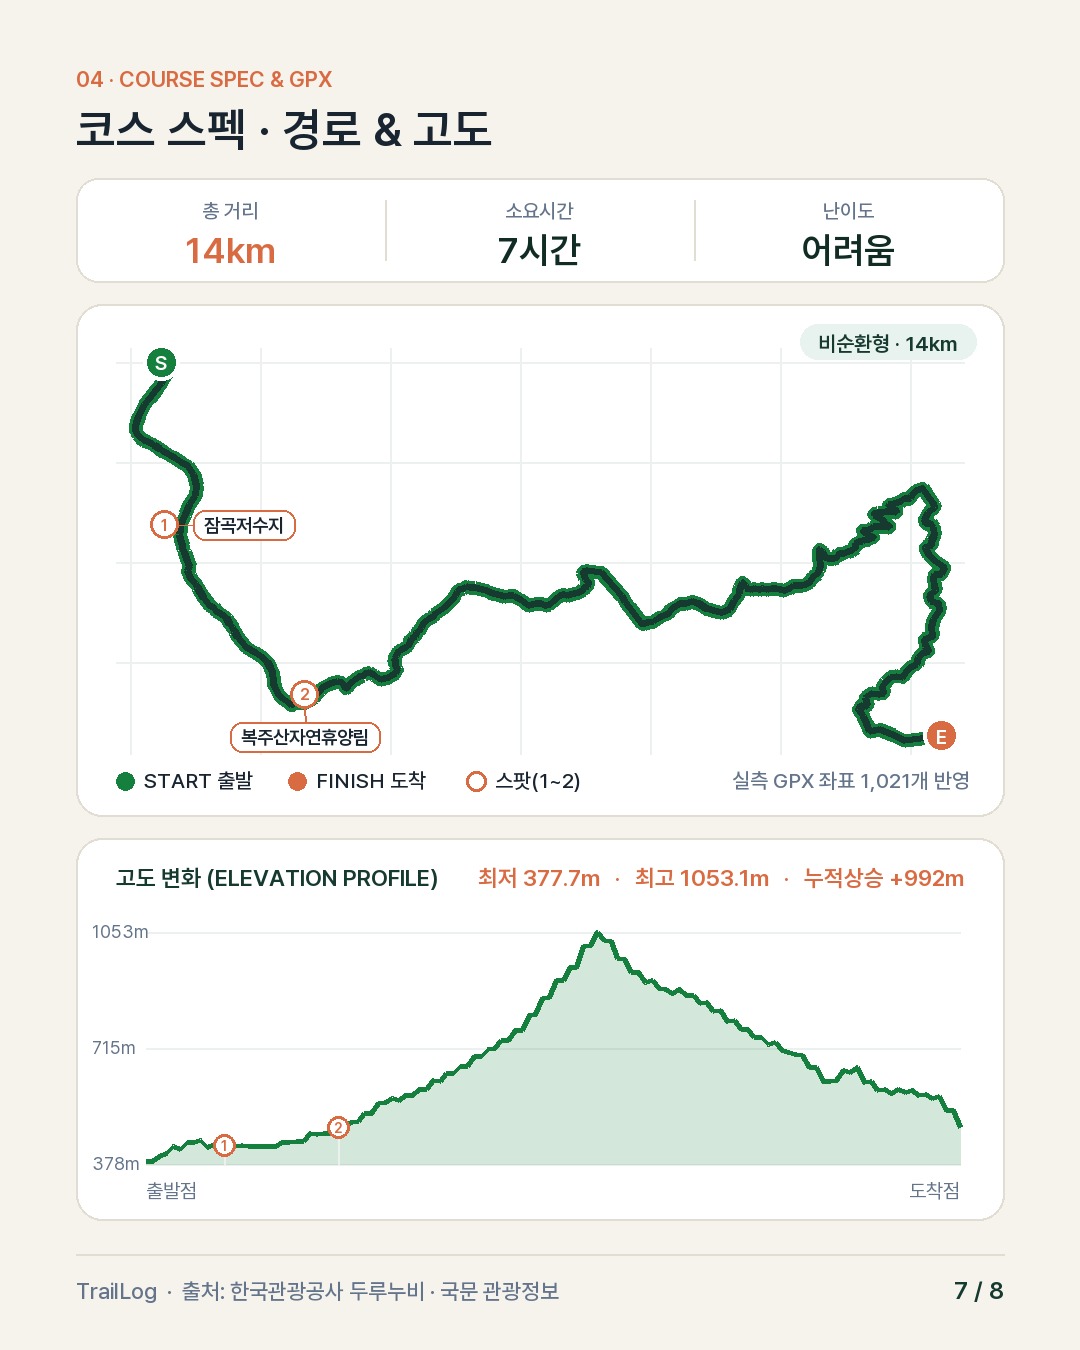 04 · COURSE SPEC & GPX
코스 스펙 · 경로 & 고도
총 거리
14km
소요시간
7시간
난이도
어려움
비순환형 · 14km
S
1 잠곡저수지
2
복주산자연휴양림
E
START 출발 FINISH 도착 스팟(1~2) 실측 GPX 좌표 1,021개 반영
고도 변화 (ELEVATION PROFILE) 최저 377.7m · 최고 1053.1m · 누적상승 +992m
1053m
715m
2
1
378m
출발점 도착점
TrailLog · 출처: 한국관광공사 두루누비 · 국문 관광정보 7 / 8